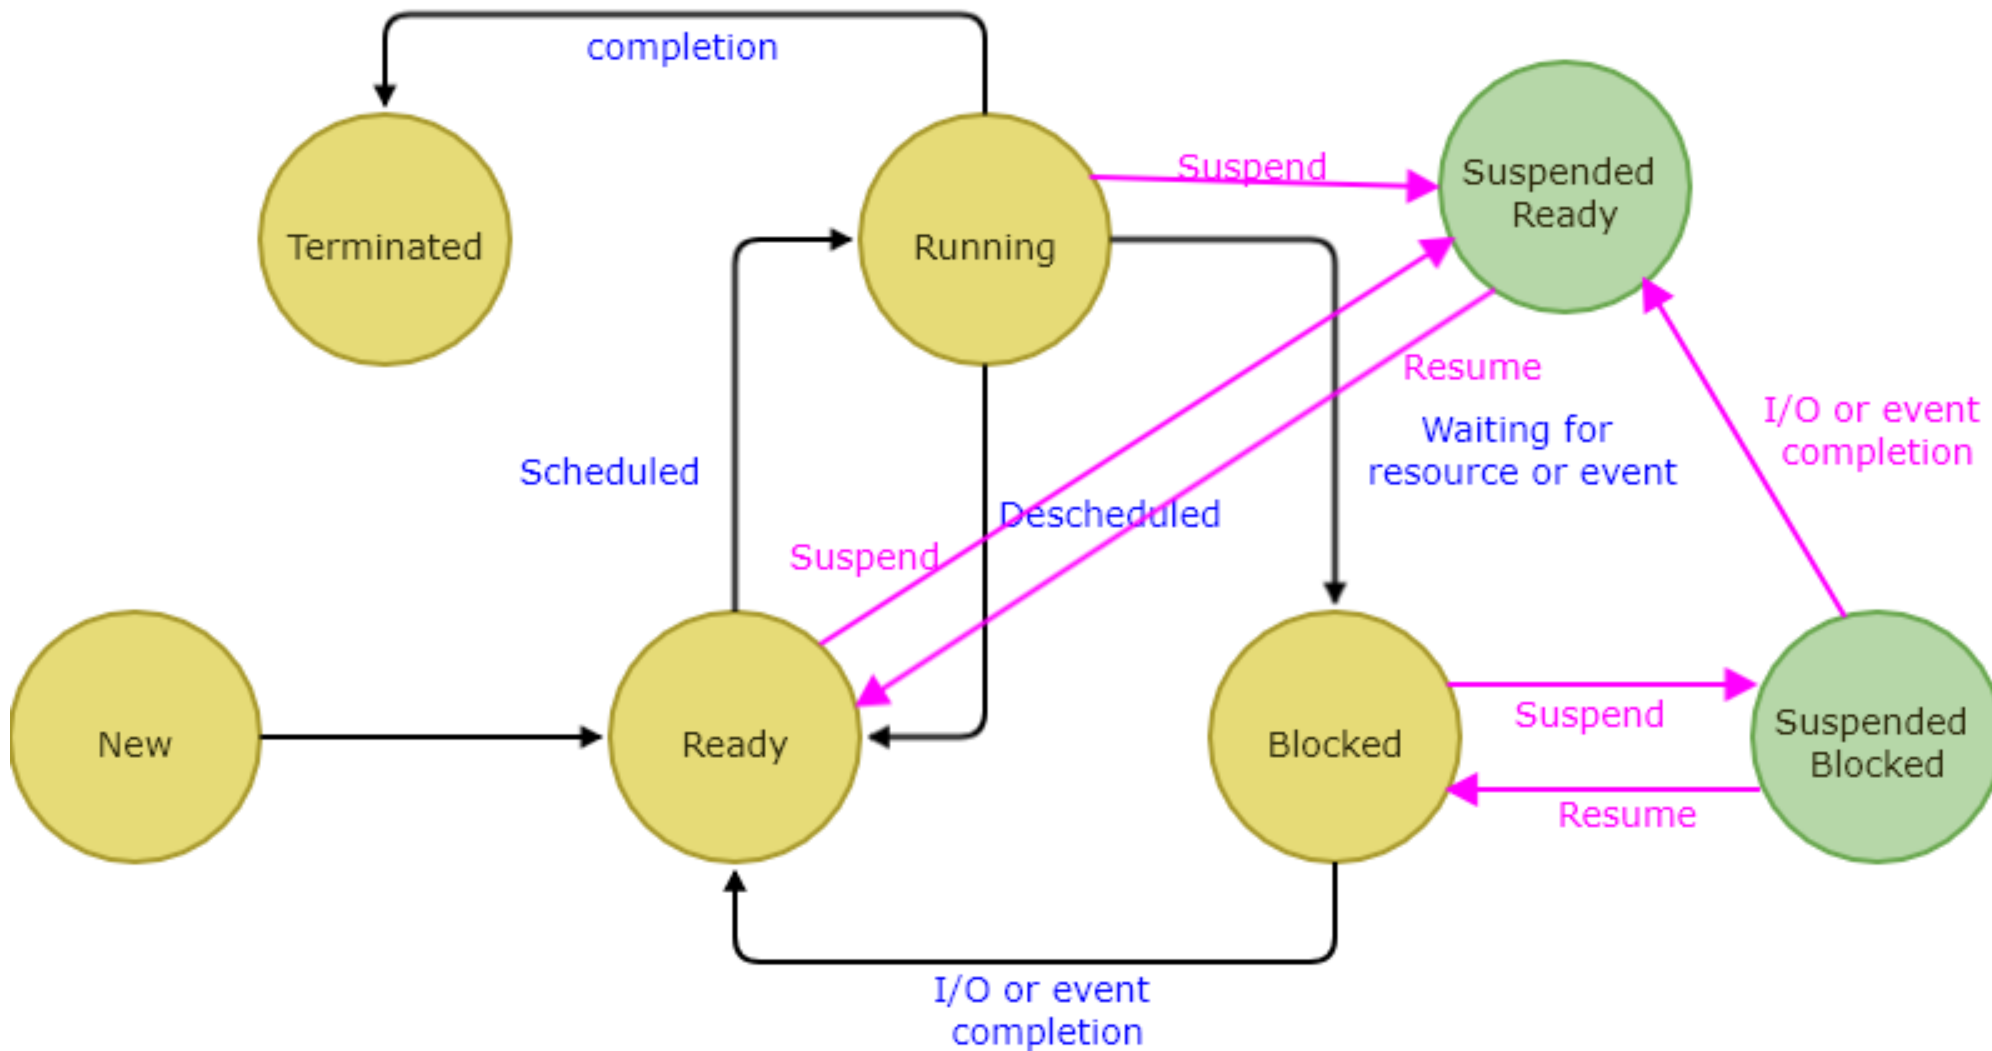 completion
Suspend
Suspended
Ready
Terminated
Running
Resume
I/O or event
completion
Waiting for
resource or event
Scheduled
Descheduled
Suspend
New
Ready
Blocked
Suspend
Suspended
Blocked
Resume
I/O or event
completion